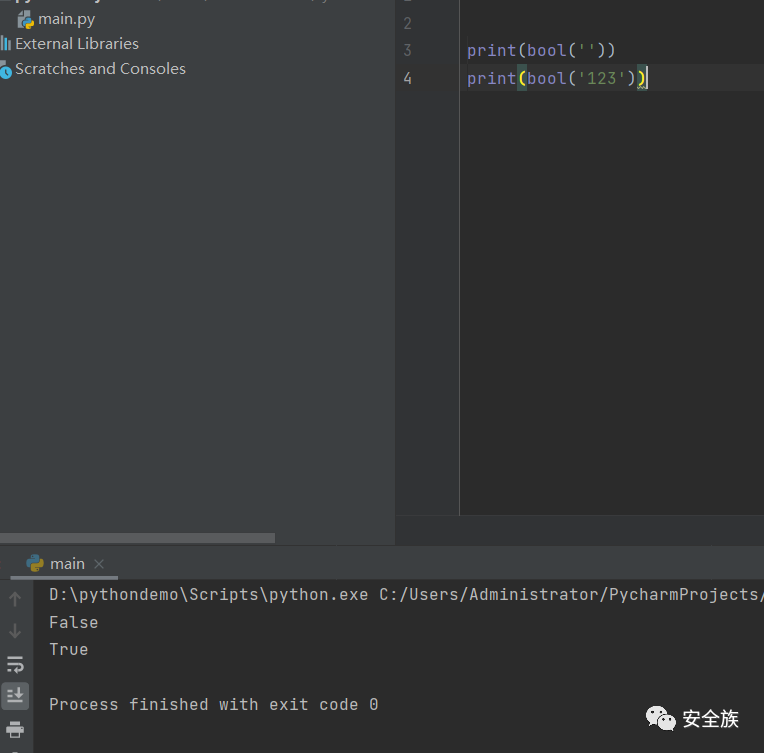 main.py
External Libraries
Scratches and Consoles
2
3 print(bool(''))
4 print(bool('123'))
main
D:\pythondemo\Scripts\python.exe C:/Users/Administrator/PycharmProjects/
False
True
Process finished with exit code 0
安全族